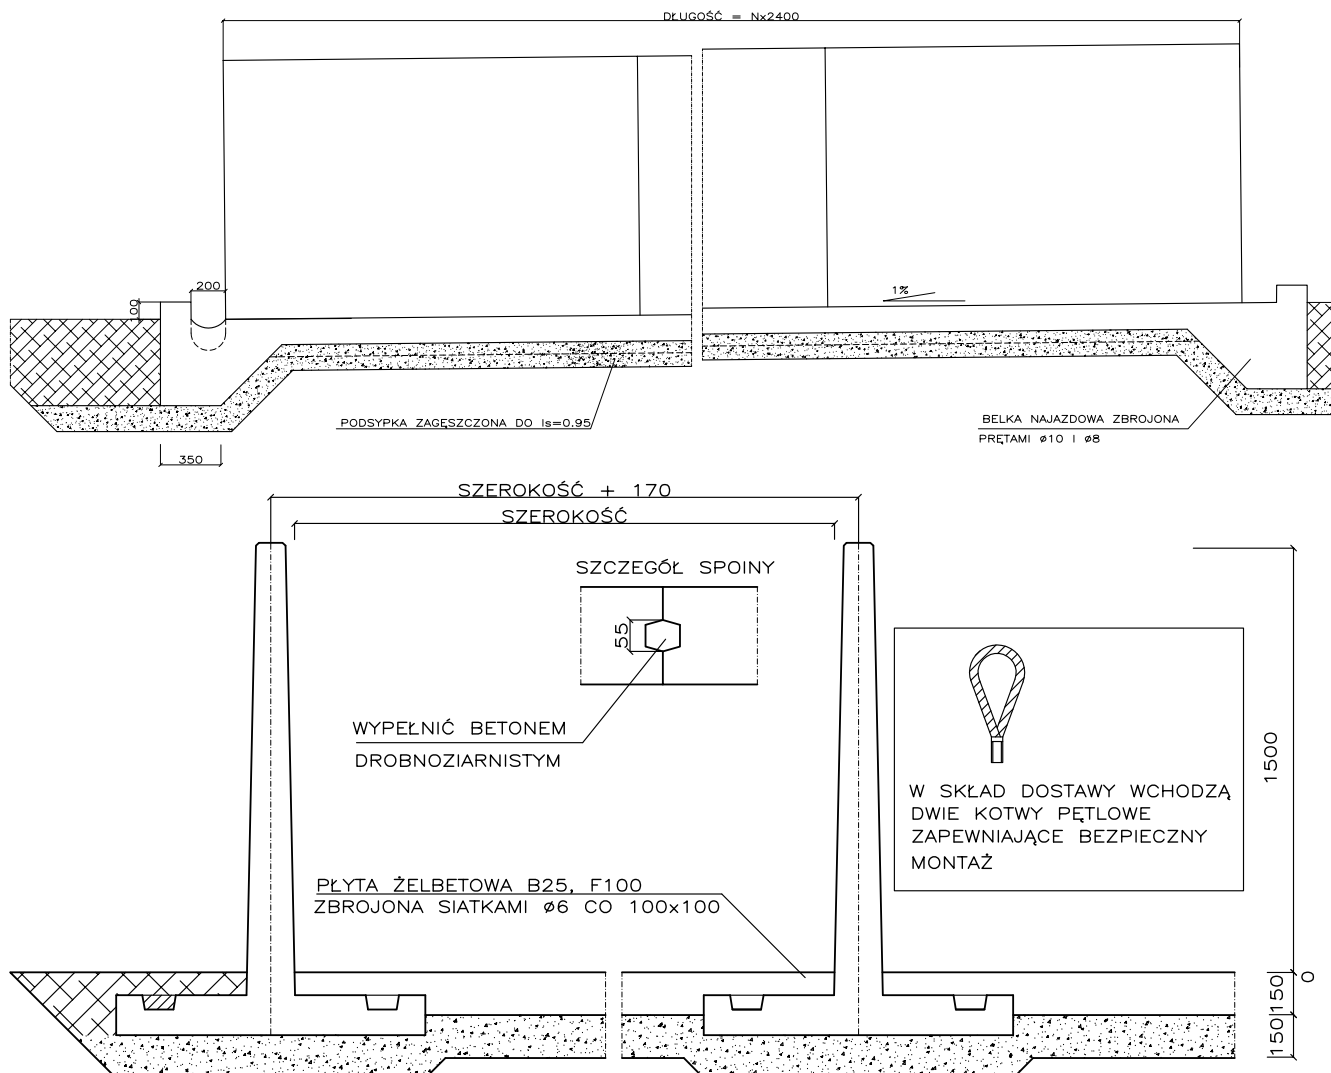 DŁUGOŚĆ = Nx2400
200
00
1%
PODSYPKA ZAGĘSZCZONA DO Is=0.95
BELKA NAJAZDOWA ZBROJONA
PRĘTAMI ø10 I ø8
350
SZEROKOŚĆ + 170
SZEROKOŚĆ
SZCZEGÓŁ SPOINY
55
WYPEŁNIĆ BETONEM
DROBNOZIARNISTYM
1500
W SKŁAD DOSTAWY WCHODZĄ
DWIE KOTWY PĘTLOWE
ZAPEWNIAJĄCE BEZPIECZNY
MONTAŻ
PŁYTA ŻELBETOWA B25, F100
ZBROJONA SIATKAMI ø6 CO 100x100
0
150
150